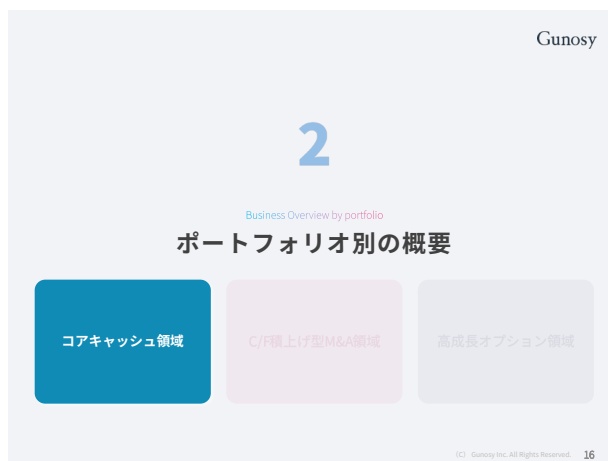 Gunosy
2
Business Overview by portfolio
ポートフォリオ別の概要
コアキャッシュ領域
C/F積上げ型M&A領域
高成長オプション領域
(C) Gunosy Inc. All Rights Reserved. 16